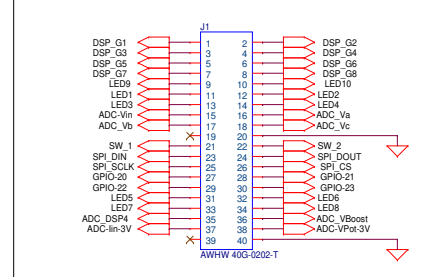 J1
DSP_G1 1 2 DSP_G2
DSP_G3 3 4 DSP_G4
DSP_G5 5 6 DSP_G6
DSP_G7 7 8 DSP_G8
LED9 9 10 LED10
LED1 11 12 LED2
LED3 13 14 LED4
ADC-Vin 15 16 ADC_Va
ADC_Vb 17 18 ADC_Vc
19 20
SW_1 21 22 SW_2
SPI_DIN 23 24 SPI_DOUT
SPI_SCLK 25 26 SPI_CS
GPIO-20 27 28 GPIO-21
GPIO-22 29 30 GPIO-23
LED5 31 32 LED6
LED7 33 34 LED8
ADC_DSP4 35 36 ADC_VBoost
ADC-Iin-3V 37 38 ADC-VPot-3V
39 40
AWHW 40G-0202-T